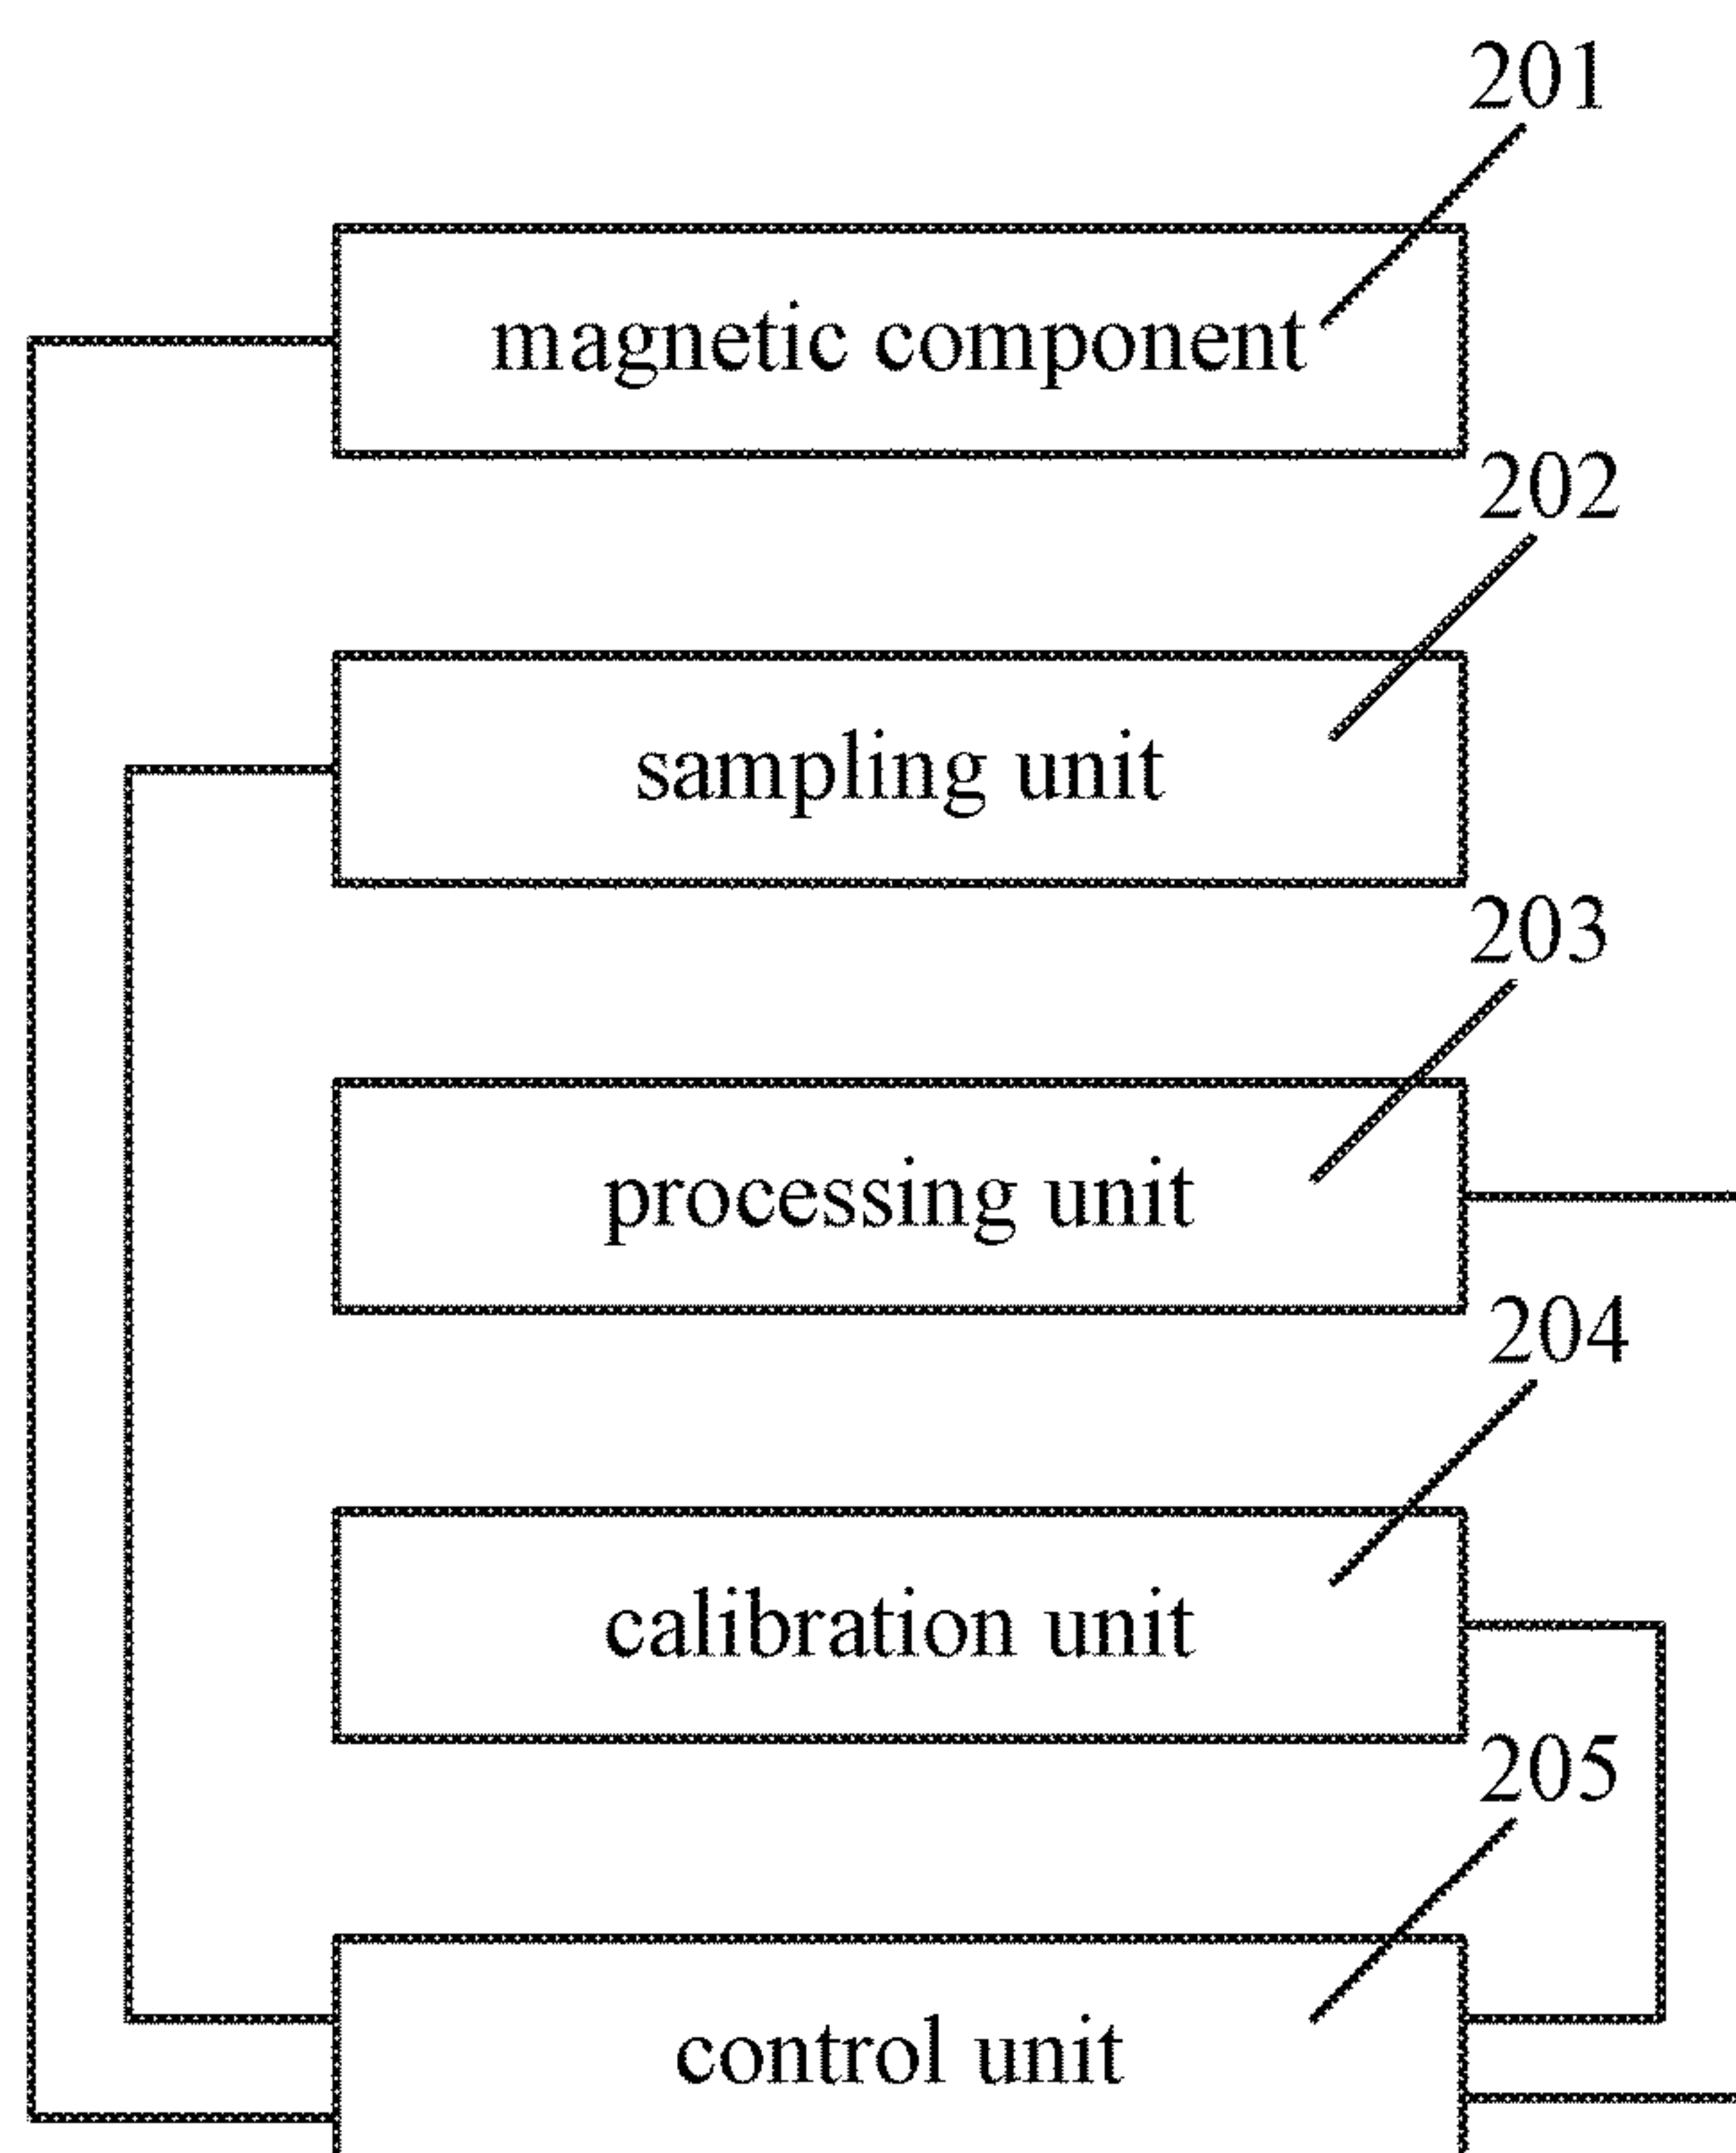 201
magnetic component
202
sampling unit
203
processing unit
204
calibration unit
205
control unit